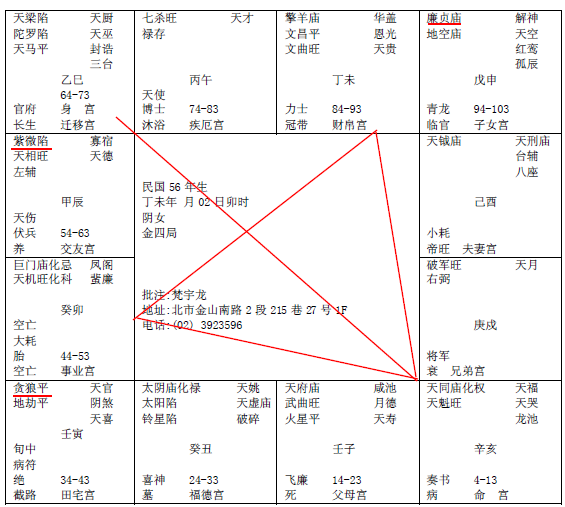 天梁陷 天厨
陀罗陷 天巫
天马平 封诰
三台
乙巳
64-73
官府 身 宫
长生 迁移宫
七杀旺 天才
禄存
丙午
天使
博士 74-83
沐浴 疾厄宫
擎羊庙 华盖
文昌平 恩光
文曲旺 天贵
丁未
力士 84-93
冠带 财帛宫
廉贞庙 解神
地空庙 天空
红鸾
孤辰
戊申
青龙 94-103
临官 子女宫
紫微陷 寡宿
天相旺 天德
左辅
甲辰
天伤
伏兵 54-63
养 交友宫
民国 56 年生
丁未年 月 02 日卯时
阴女
金四局
批注:梵宇龙
地址:北市金山南路 2 段 215 巷 27 号 1F
电话:(02) 3923596
天钺庙 天刑庙
台辅
八座
己酉
小耗
帝旺 夫妻宫
巨门庙化忌 凤阁
天机旺化科 蜚廉
癸卯
空亡
大耗
胎 44-53
空亡 事业宫
破军旺 天月
右弼
庚戌
将军
衰 兄弟宫
贪狼平 天官
地劫平 阴煞
天喜
壬寅
旬中
病符
绝 34-43
截路 田宅宫
太阴庙化禄 天姚
太阳陷 天虚庙
铃星陷 破碎
癸丑
喜神 24-33
墓 福德宫
天府庙 咸池
武曲旺 月德
火星平 天寿
壬子
飞廉 14-23
死 父母宫
天同庙化权 天福
天魁旺 天哭
龙池
辛亥
奏书 4-13
病 命 宫